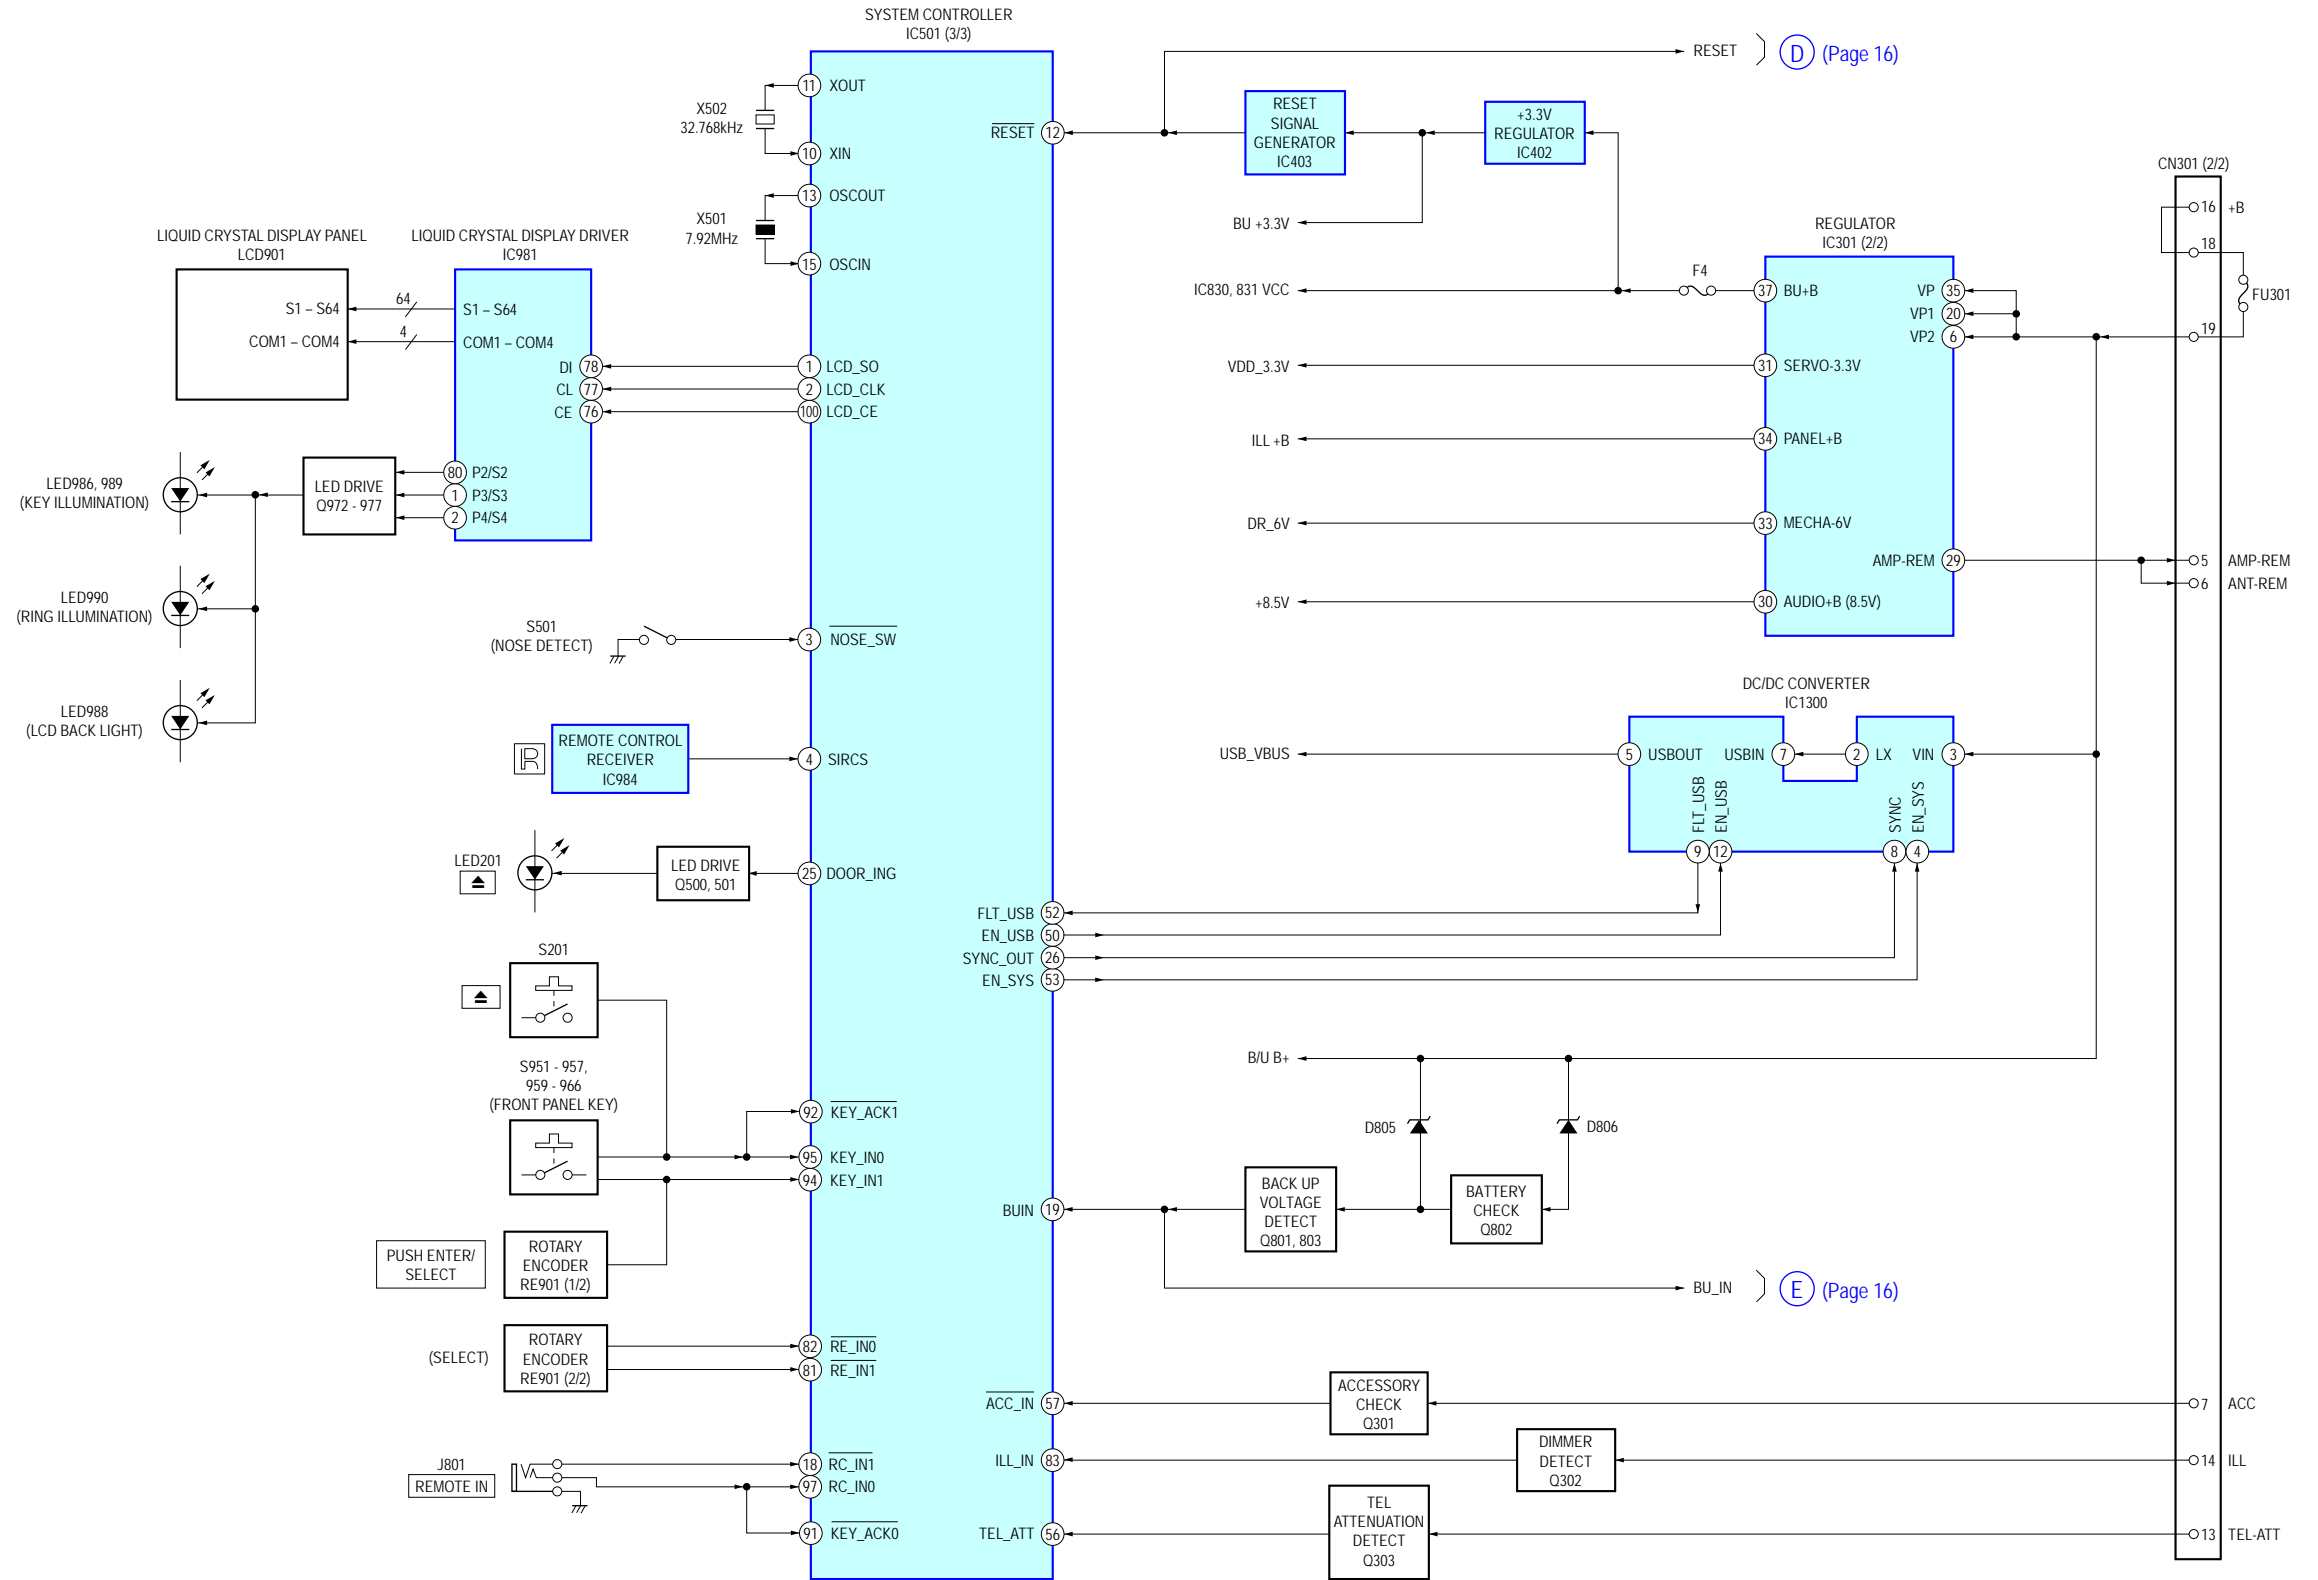 SYSTEM CONTROLLER
IC501 (3/3)
RESET
D (Page 16)
11 XOUT
X502
32.768kHz
10 XIN
13 OSCOUT
X501
7.92MHz
15 OSCIN
RESET 12
RESET
SIGNAL
GENERATOR
IC403
+3.3V
REGULATOR
IC402
BU +3.3V
CN301 (2/2)
16 +B
18
FU301
19
LIQUID CRYSTAL DISPLAY PANEL
LCD901
S1 – S64
COM1 – COM4
64
4
LIQUID CRYSTAL DISPLAY DRIVER
IC981
S1 – S64
COM1 – COM4
DI 78
CL 77
CE 76
1 LCD_SO
2 LCD_CLK
100 LCD_CE
80 P2/S2
1 P3/S3
2 P4/S4
LED DRIVE
Q972 - 977
LED986, 989
(KEY ILLUMINATION)
LED990
(RING ILLUMINATION)
LED988
(LCD BACK LIGHT)
REGULATOR
IC301 (2/2)
IC830, 831 VCC
F4
37 BU+B
VP 35
VP1 20
VP2 6
VDD_3.3V
31 SERVO-3.3V
ILL +B
34 PANEL+B
DR_6V
33 MECHA-6V
AMP-REM 29
5 AMP-REM
6 ANT-REM
+8.5V
30 AUDIO+B (8.5V)
S501
(NOSE DETECT)
3 NOSE_SW
R
REMOTE CONTROL
RECEIVER
IC984
4 SIRCS
DC/DC CONVERTER
IC1300
USB_VBUS
5 USBOUT
USBIN 7
2 LX
VIN 3
FLT_USB
EN_USB
SYNC
EN_SYS
9 12
8 4
LED201
LED DRIVE
Q500, 501
25 DOOR_ING
FLT_USB 52
EN_USB 50
SYNC_OUT 26
EN_SYS 53
S201
S951 - 957,
959 - 966
(FRONT PANEL KEY)
92 KEY_ACK1
95 KEY_IN0
94 KEY_IN1
B/U B+
D805
D806
BUIN 19
BACK UP
VOLTAGE
DETECT
Q801, 803
BATTERY
CHECK
Q802
BU_IN
E (Page 16)
PUSH ENTER/
SELECT
ROTARY
ENCODER
RE901 (1/2)
(SELECT)
ROTARY
ENCODER
RE901 (2/2)
82 RE_IN0
81 RE_IN1
ACC_IN 57
ACCESSORY
CHECK
Q301
7 ACC
J801
REMOTE IN
18 RC_IN1
97 RC_IN0
91 KEY_ACK0
ILL_IN 83
DIMMER
DETECT
Q302
14 ILL
TEL_ATT 56
TEL
ATTENUATION
DETECT
Q303
13 TEL-ATT